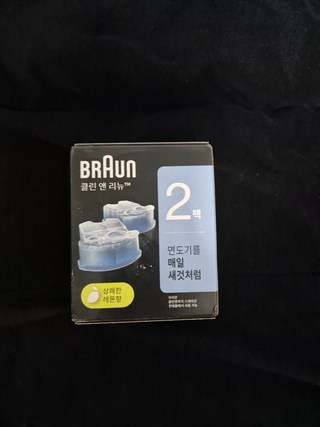 BRAUN
클린 앤 리뉴™
2팩
면도기를
매일
새것처럼
상쾌한
레몬향